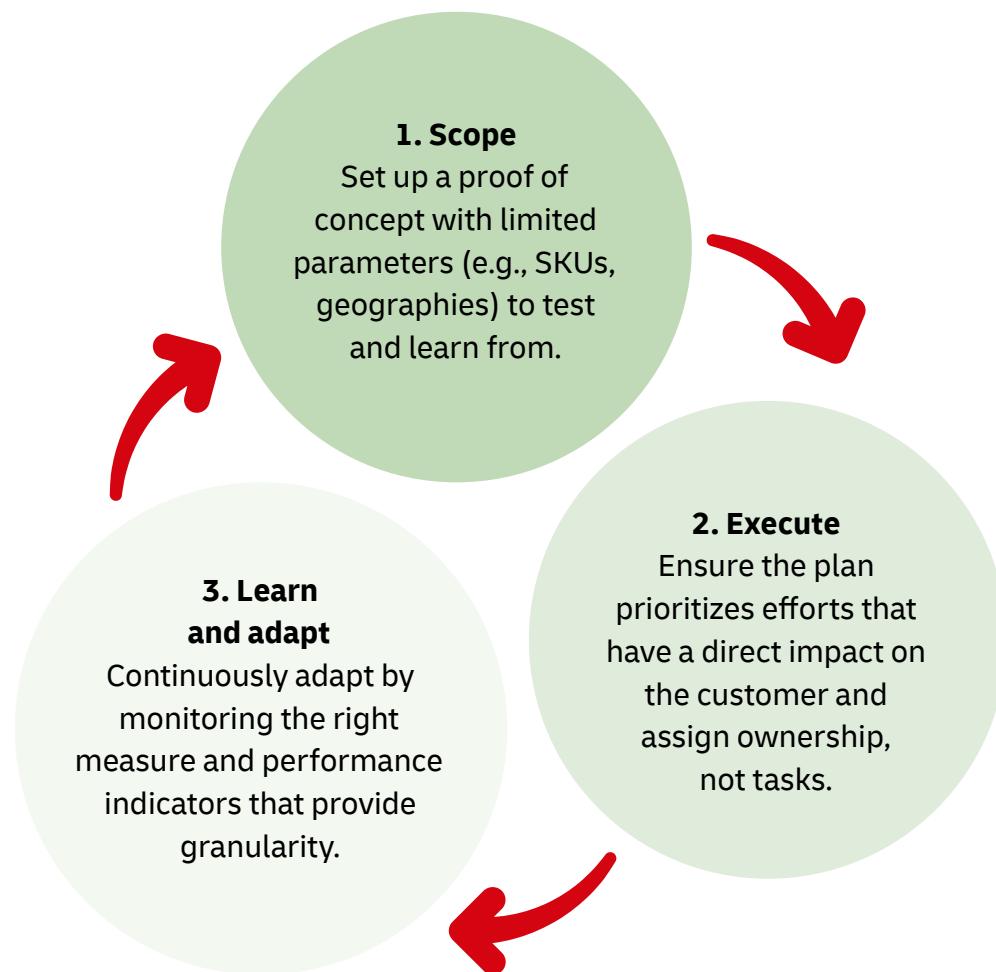 1. Scope
Set up a proof of
concept with limited
parameters (e.g., SKUs,
geographies) to test
and learn from.
2. Execute
Ensure the plan
prioritizes efforts that
have a direct impact on
the customer and
assign ownership,
not tasks.
3. Learn
and adapt
Continuously adapt by
monitoring the right
measure and performance
indicators that provide
granularity.